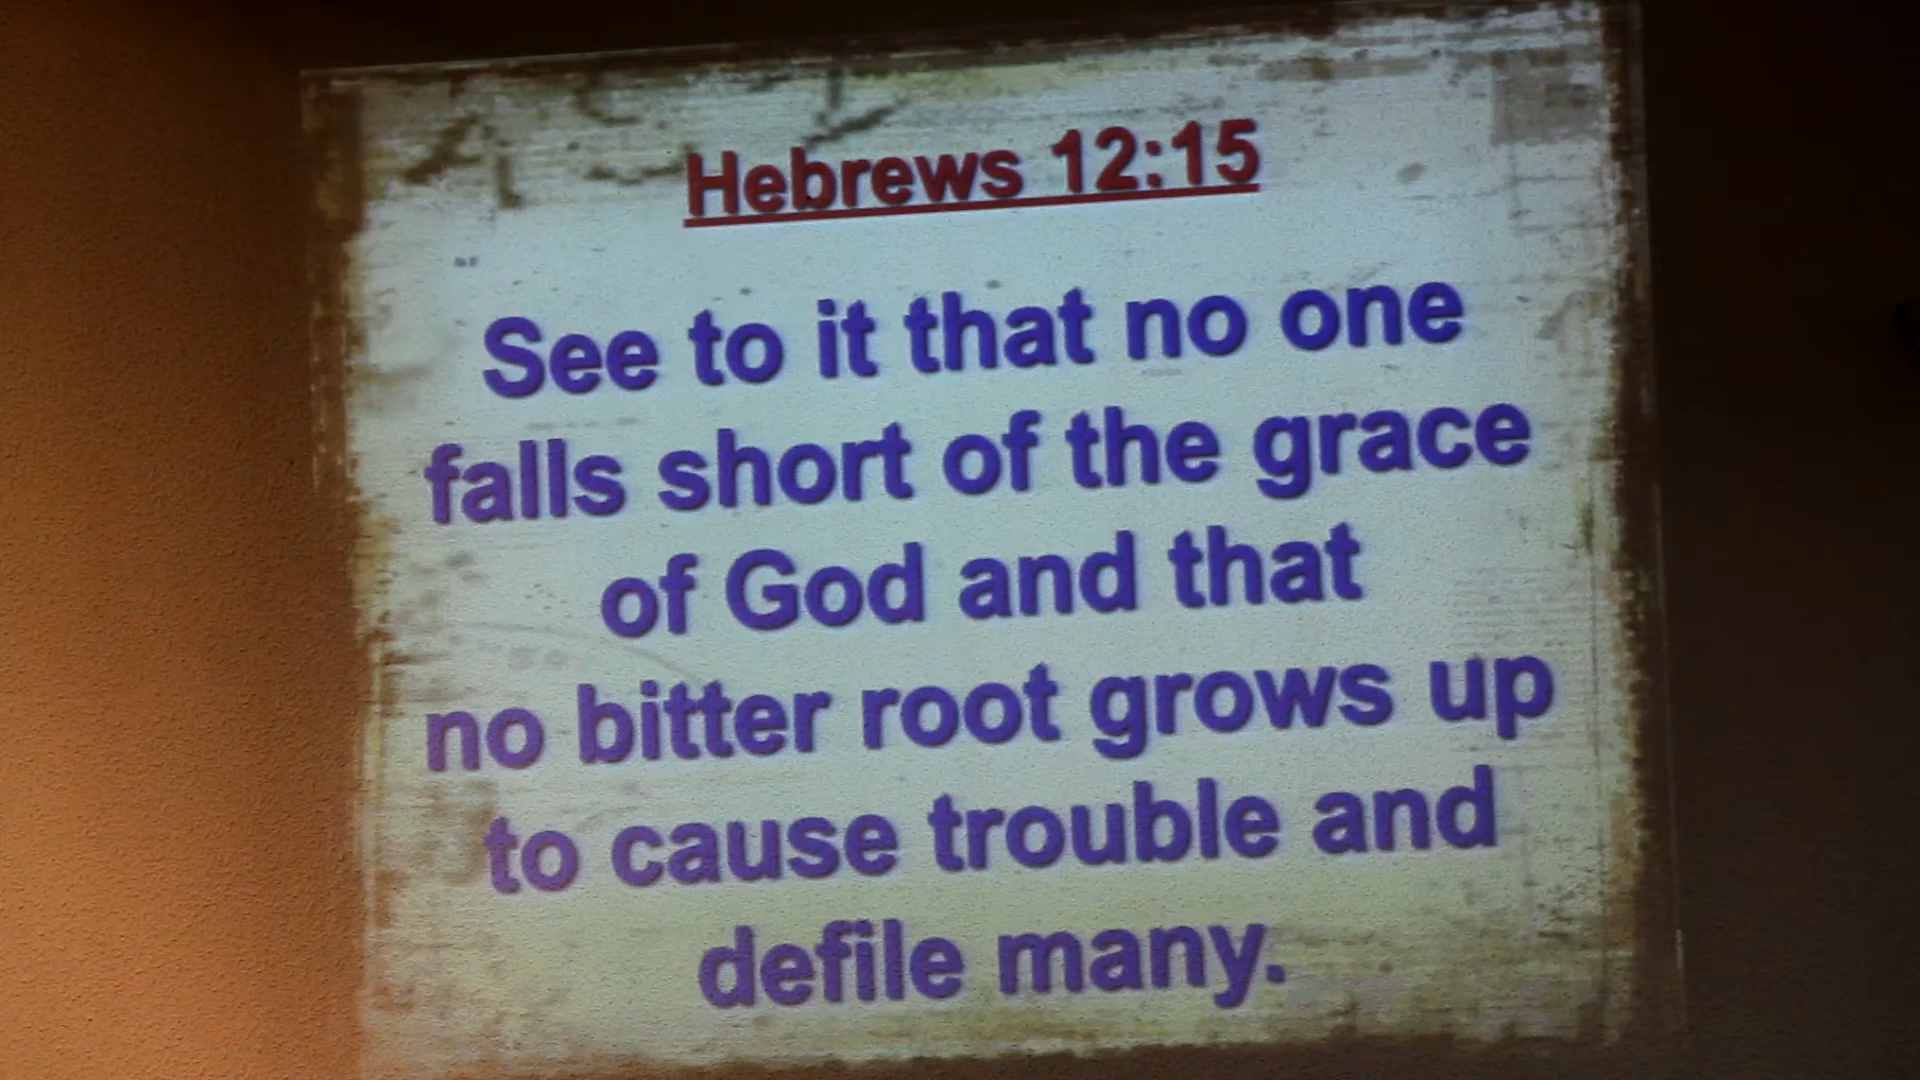 Hebrews 12:15
See to it that no one
falls short of the grace
of God and that
no bitter root grows up
to cause trouble and
defile many.